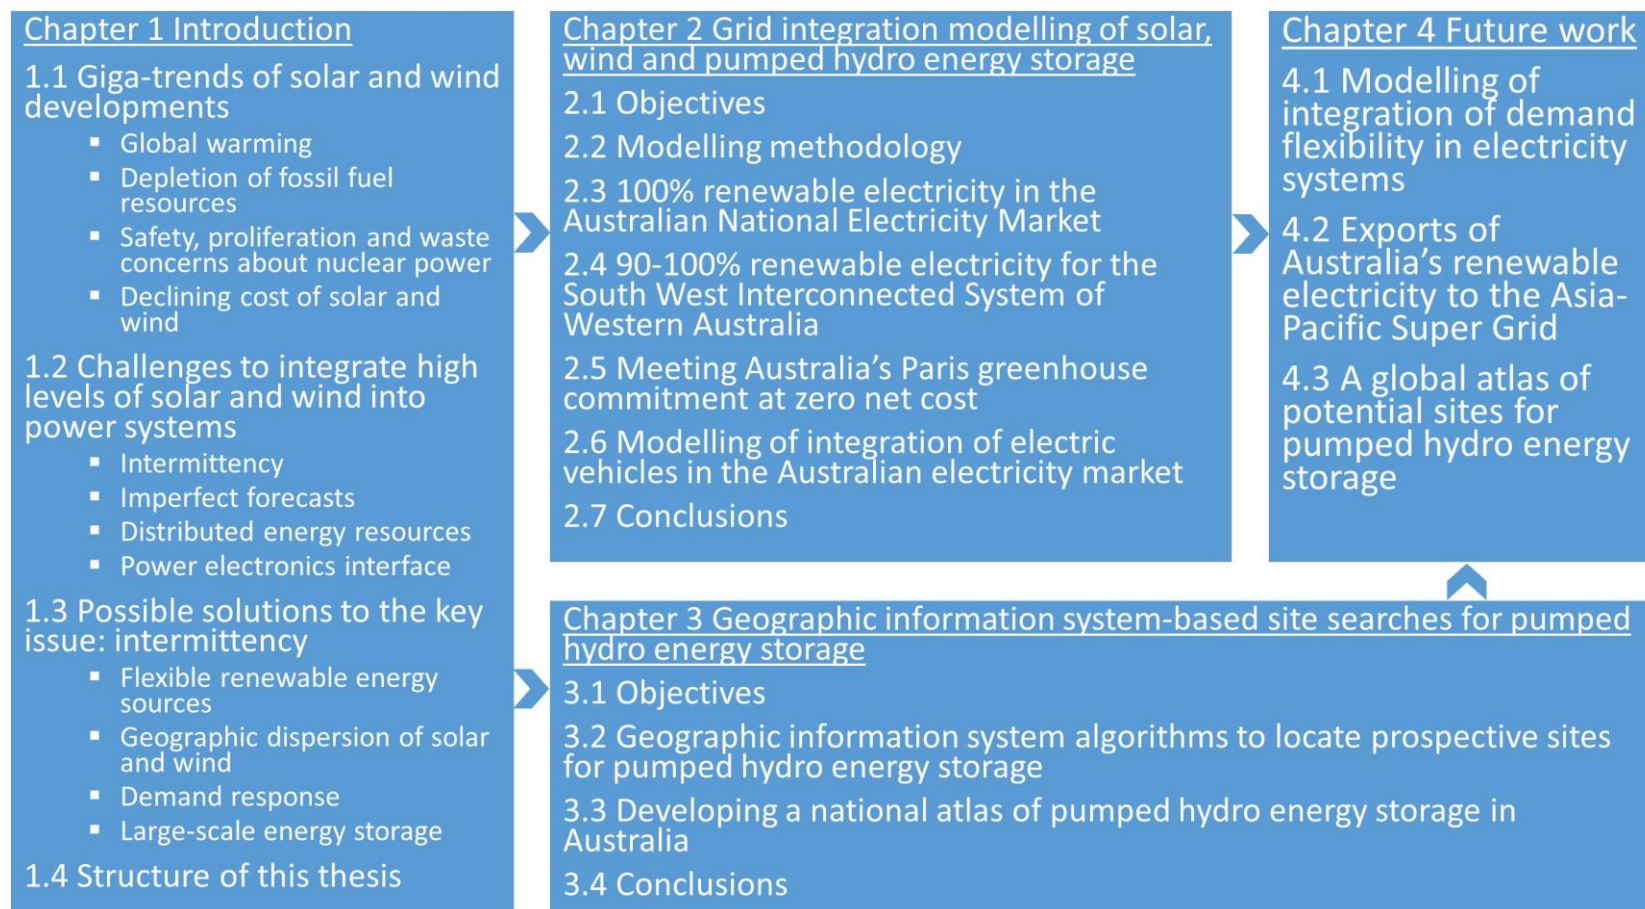 Chapter 1 Introduction
1.1 Giga-trends of solar and wind
developments
▪ Global warming
▪ Depletion of fossil fuel
resources
▪ Safety, proliferation and waste
concerns about nuclear power
▪ Declining cost of solar and
wind
1.2 Challenges to integrate high
levels of solar and wind into
power systems
▪ Intermittency
▪ Imperfect forecasts
▪ Distributed energy resources
▪ Power electronics interface
1.3 Possible solutions to the key
issue: intermittency
▪ Flexible renewable energy
sources
▪ Geographic dispersion of solar
and wind
▪ Demand response
▪ Large-scale energy storage
1.4 Structure of this thesis
Chapter 2 Grid integration modelling of solar,
wind and pumped hydro energy storage
2.1 Objectives
2.2 Modelling methodology
2.3 100% renewable electricity in the
Australian National Electricity Market
2.4 90-100% renewable electricity for the
South West Interconnected System of
Western Australia
2.5 Meeting Australia’s Paris greenhouse
commitment at zero net cost
2.6 Modelling of integration of electric
vehicles in the Australian electricity market
2.7 Conclusions
Chapter 3 Geographic information system-based site searches for pumped
hydro energy storage
3.1 Objectives
3.2 Geographic information system algorithms to locate prospective sites
for pumped hydro energy storage
3.3 Developing a national atlas of pumped hydro energy storage in
Australia
3.4 Conclusions
Chapter 4 Future work
4.1 Modelling of
integration of demand
flexibility in electricity
systems
4.2 Exports of
Australia’s renewable
electricity to the Asia-
Pacific Super Grid
4.3 A global atlas of
potential sites for
pumped hydro energy
storage